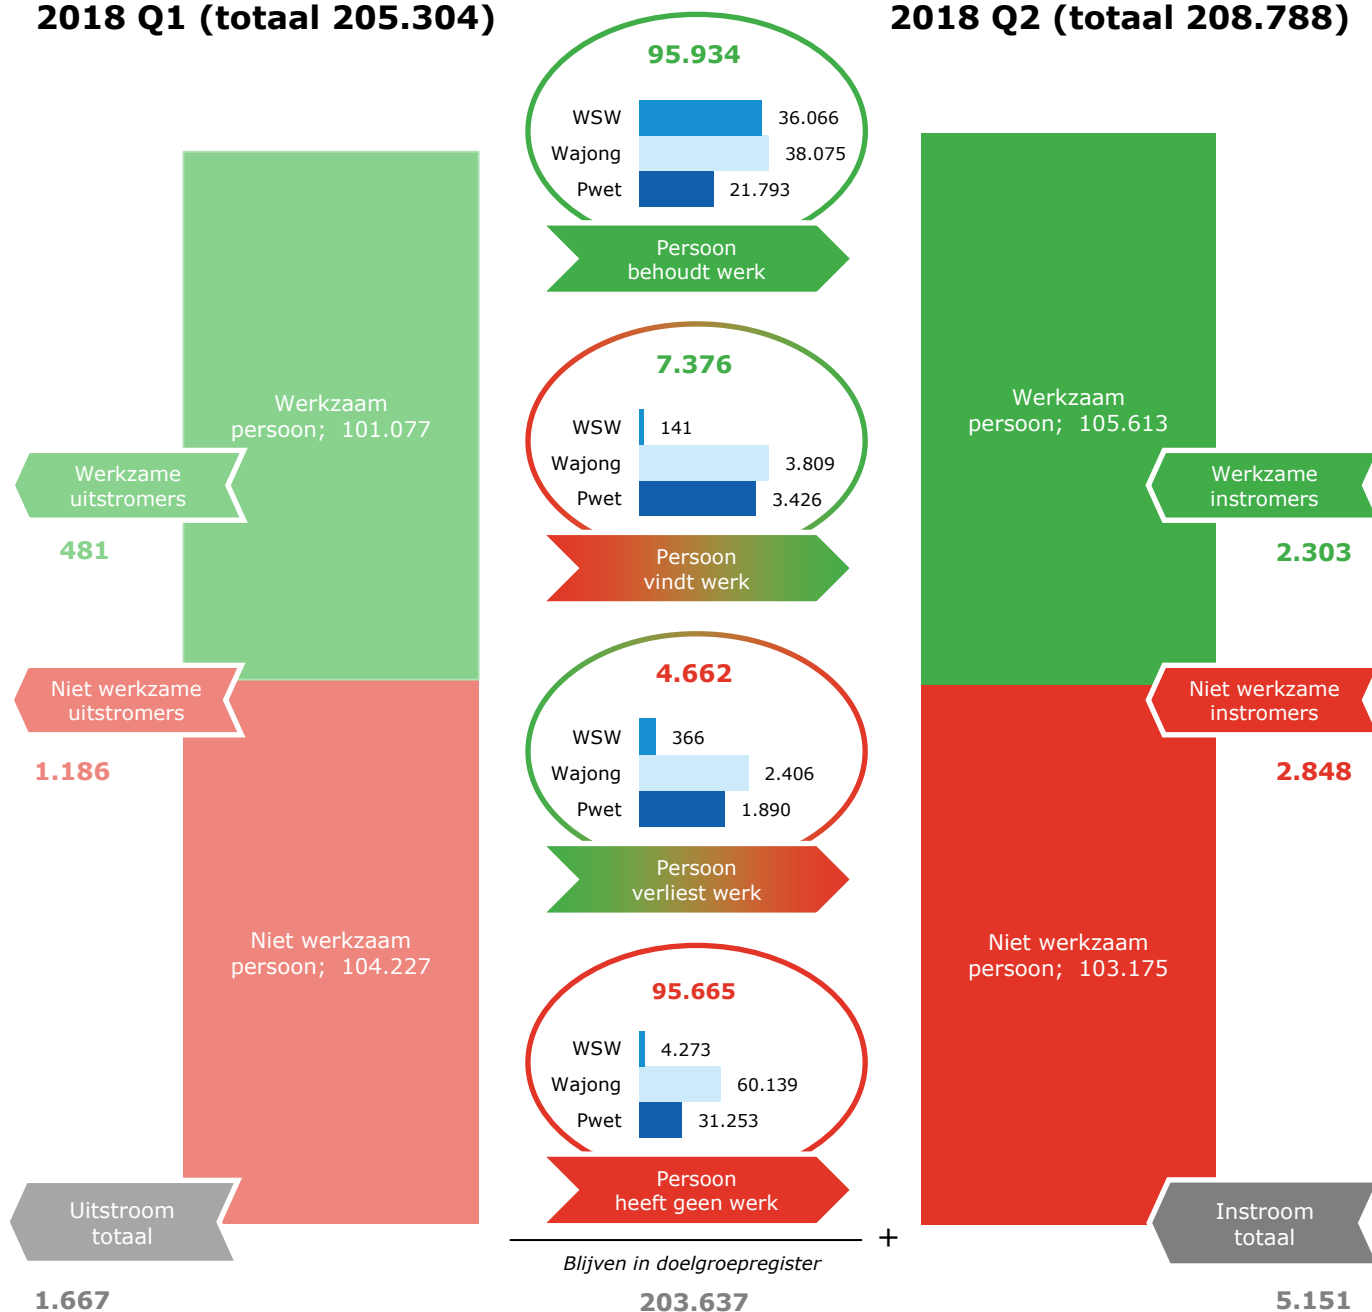 2018 Q1 (totaal 205.304)
2018 Q2 (totaal 208.788)
95.934
WSW 36.066
Wajong 38.075
Pwet 21.793
Persoon
behoudt werk
7.376
WSW 141
Wajong 3.809
Pwet 3.426
Persoon
vindt werk
4.662
WSW 366
Wajong 2.406
Pwet 1.890
Persoon
verliest werk
95.665
WSW 4.273
Wajong 60.139
Pwet 31.253
Persoon
heeft geen werk
+
Blijven in doelgroepregister
203.637
Werkzaam
persoon; 101.077
Werkzame
uitstromers
481
Niet werkzame
uitstromers
1.186
Niet werkzaam
persoon; 104.227
Uitstroom
totaal
1.667
Werkzaam
persoon; 105.613
Werkzame
instromers
2.303
Niet werkzame
instromers
2.848
Niet werkzaam
persoon; 103.175
Instroom
totaal
5.151